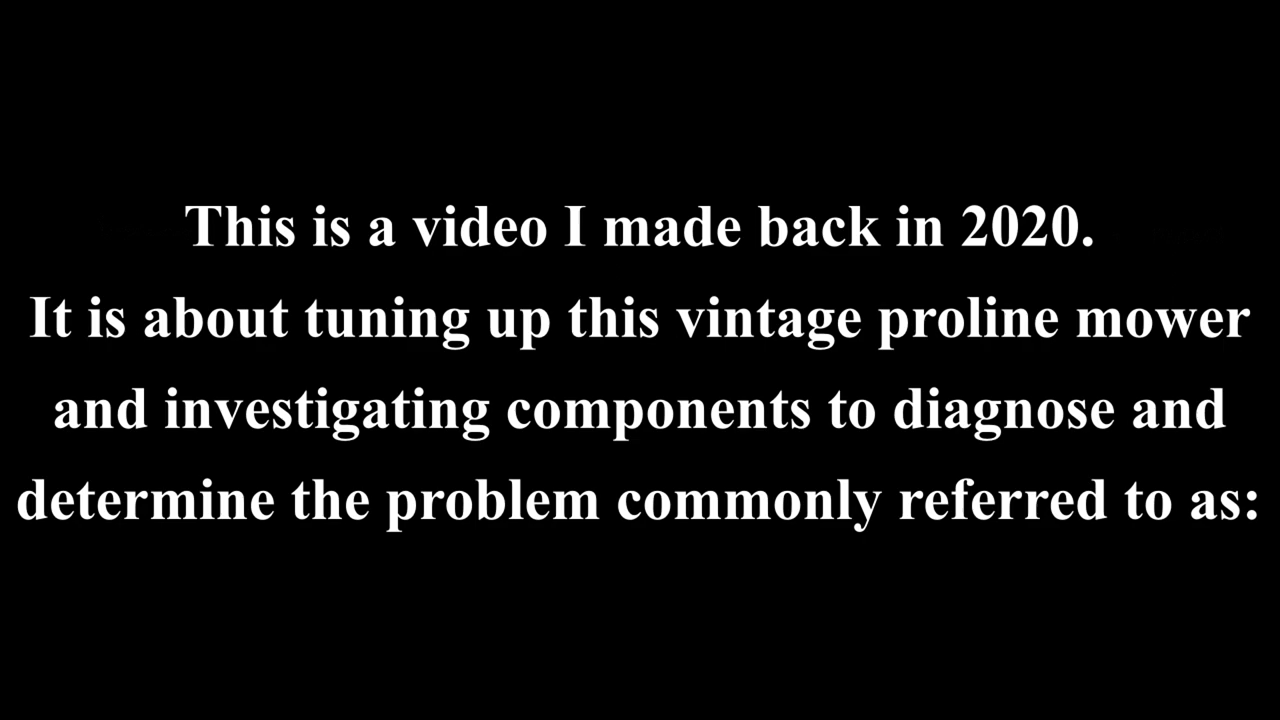 This is a video I made back in 2020.
It is about tuning up this vintage proline mower
and investigating components to diagnose and
determine the problem commonly referred to as: